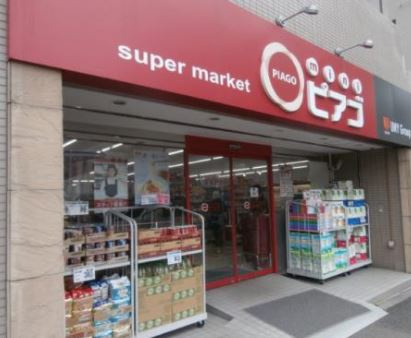 super market
PIAGO
mini
ピアゴ
UNY Group